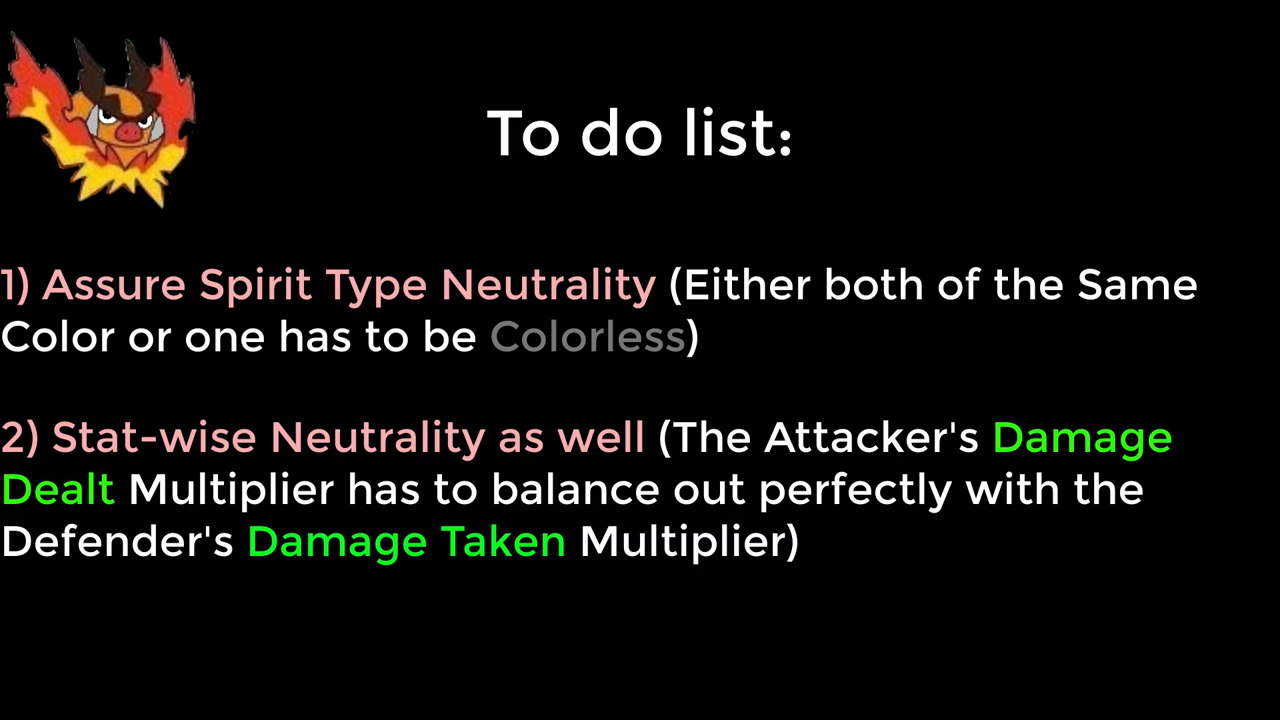 To do list:
1) Assure Spirit Type Neutrality (Either both of the Same
Color or one has to be Colorless)
2) Stat-wise Neutrality as well (The Attacker's Damage
Dealt Multiplier has to balance out perfectly with the
Defender's Damage Taken Multiplier)